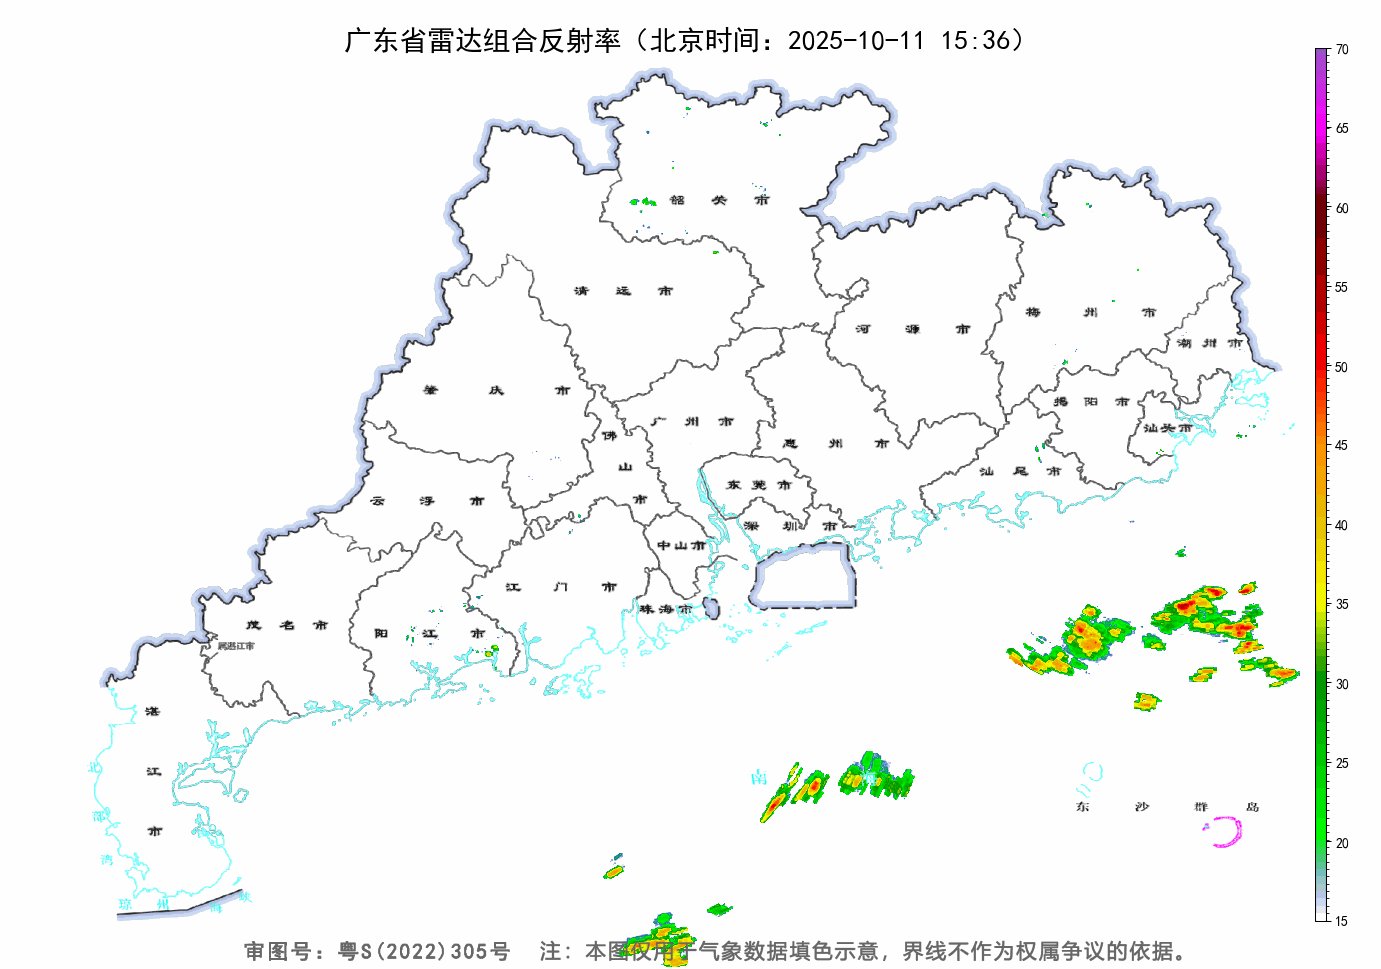 广东省雷达组合反射率（北京时间：2025-10-11 15:36）
70
65
60
55
50
45
40
35
30
25
20
15
韶 关 市
清 远 市
河 源 市
梅 州 市
潮 州 市
肇 庆 市
揭 阳 市
汕头市
广 州 市
佛 山 市
惠 州 市
汕 尾 市
云 浮 市
东 莞 市
深 圳 市
中山市
江 门 市
珠海市
茂 名 市
阳 江 市
属湛江市
湛 江 市
北 部 湾
南 海
东 沙 群 岛
琼 州 海 峡
审图号：粤S(2022)305号 注：本图仅用于气象数据填色示意，界线不作为权属争议的依据。